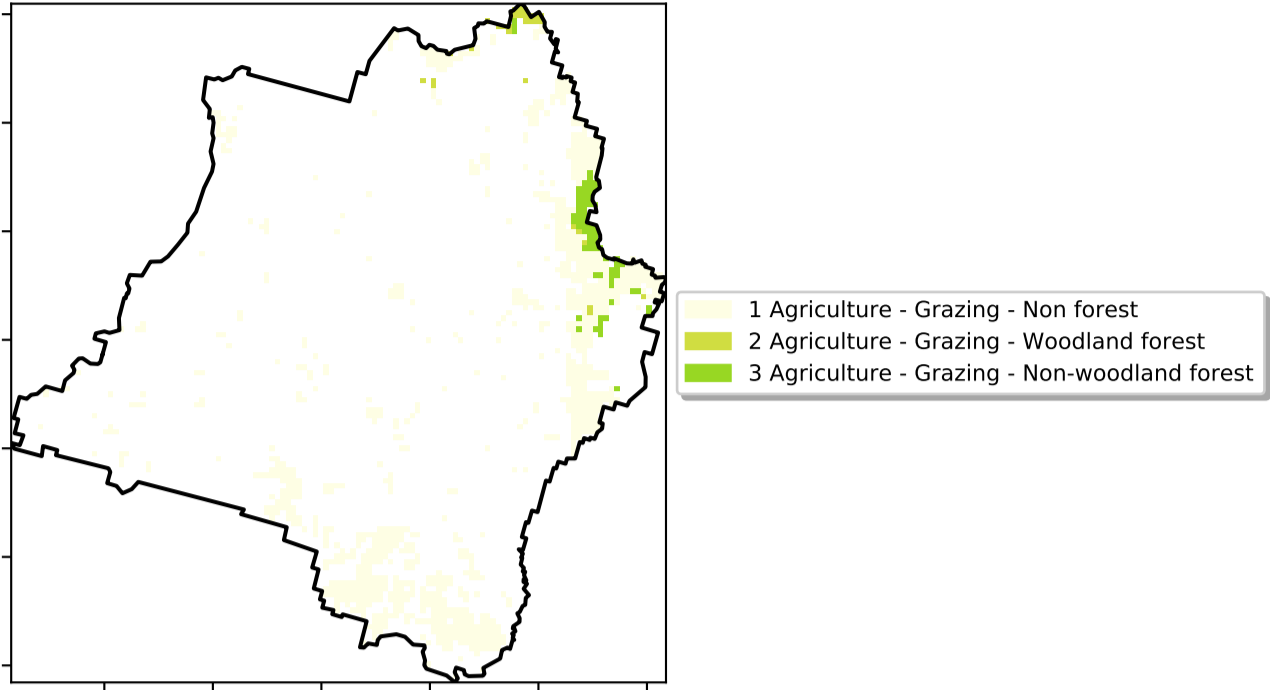 1 Agriculture - Grazing - Non forest
2 Agriculture - Grazing - Woodland forest
3 Agriculture - Grazing - Non-woodland forest